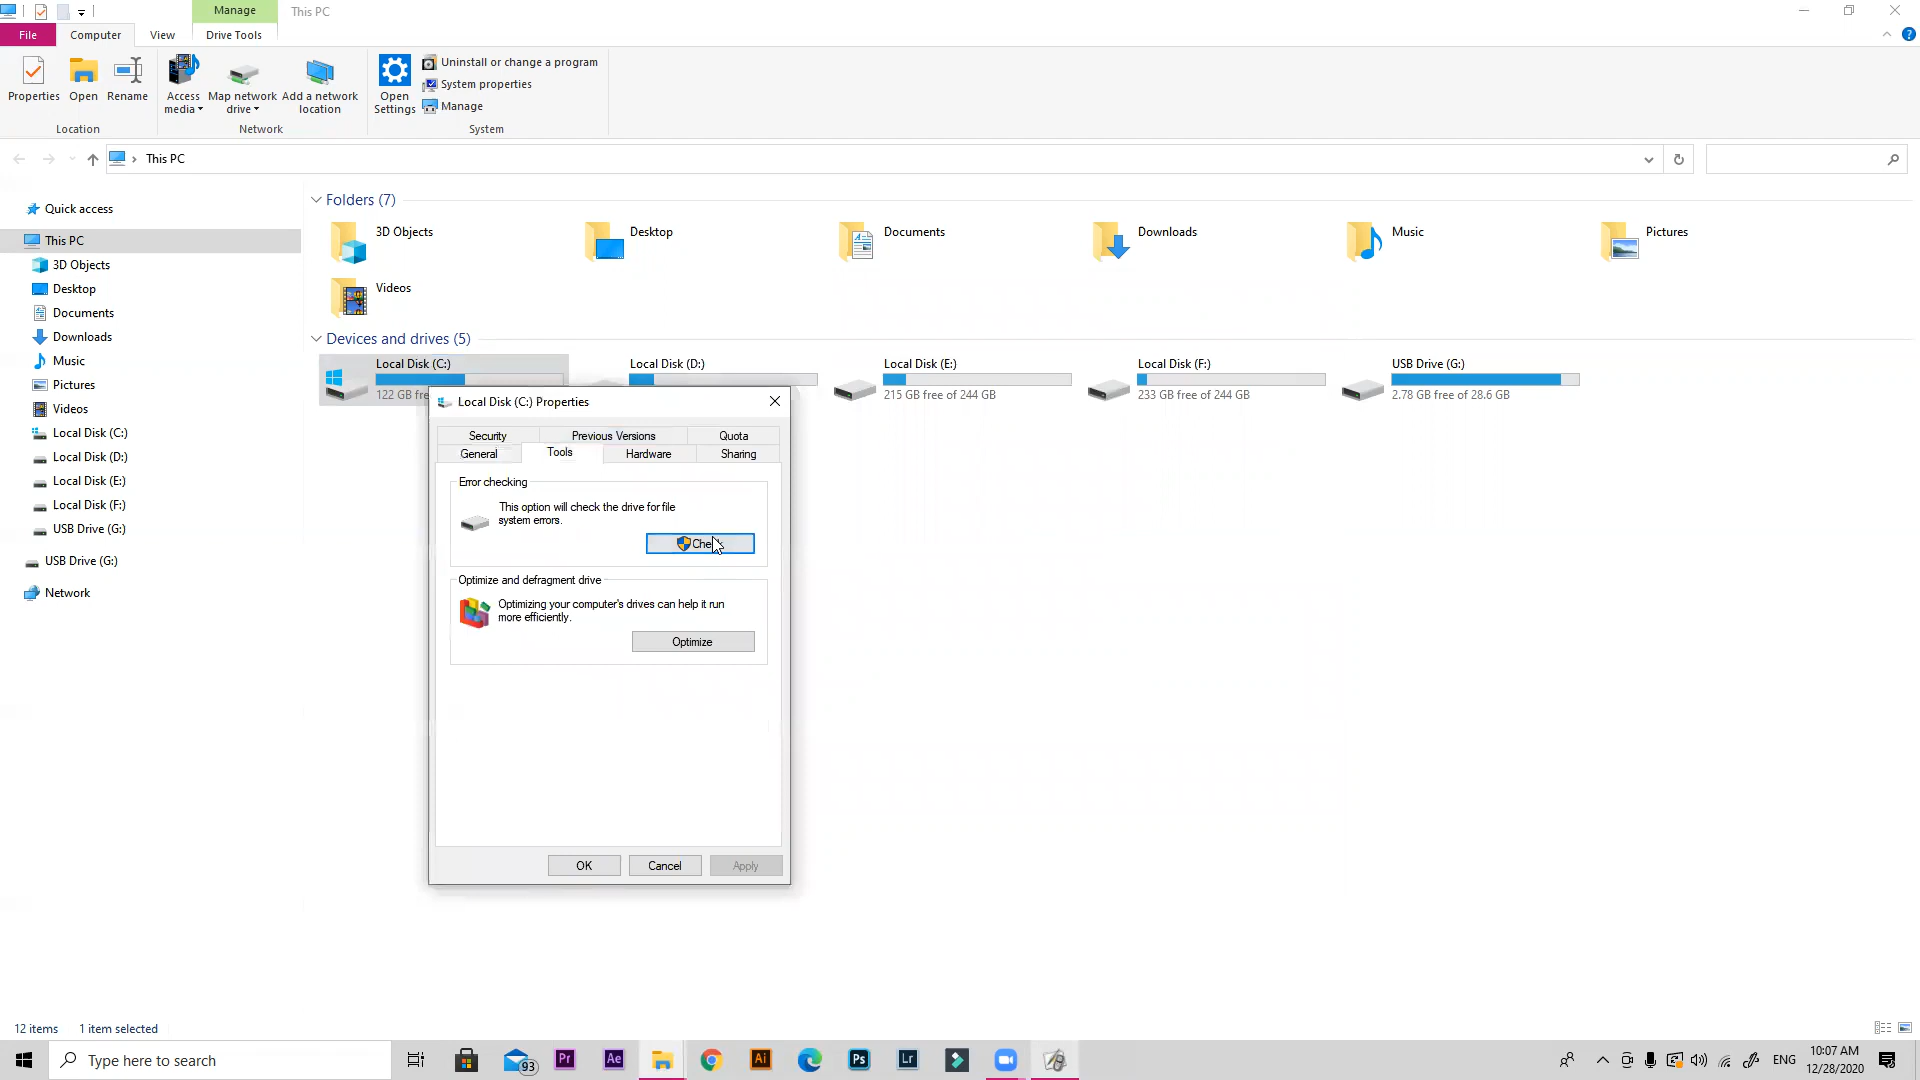 Manage
This PC
File
Computer
View
Drive Tools
Properties
Open
Rename
Access media
Map network drive
Add a network location
Open Settings
Uninstall or change a program
System properties
Manage
Location
Network
System
This PC
Quick access
This PC
3D Objects
Desktop
Documents
Downloads
Music
Pictures
Videos
Local Disk (C:)
Local Disk (D:)
Local Disk (E:)
Local Disk (F:)
USB Drive (G:)
USB Drive (G:)
Network
Folders (7)
3D Objects
Desktop
Documents
Downloads
Music
Pictures
Videos
Devices and drives (5)
Local Disk (C:)
122 GB fre
Local Disk (D:)
Local Disk (E:)
215 GB free of 244 GB
Local Disk (F:)
233 GB free of 244 GB
USB Drive (G:)
2.78 GB free of 28.6 GB
Local Disk (C:) Properties
Security
Previous Versions
Quota
General
Tools
Hardware
Sharing
Error checking
This option will check the drive for file
system errors.
Check
Optimize and defragment drive
Optimizing your computer's drives can help it run
more efficiently.
Optimize
OK
Cancel
Apply
12 items
1 item selected
Type here to search
93
Pr
Ae
Ai
Ps
Lr
ENG
10:07 AM
12/28/2020